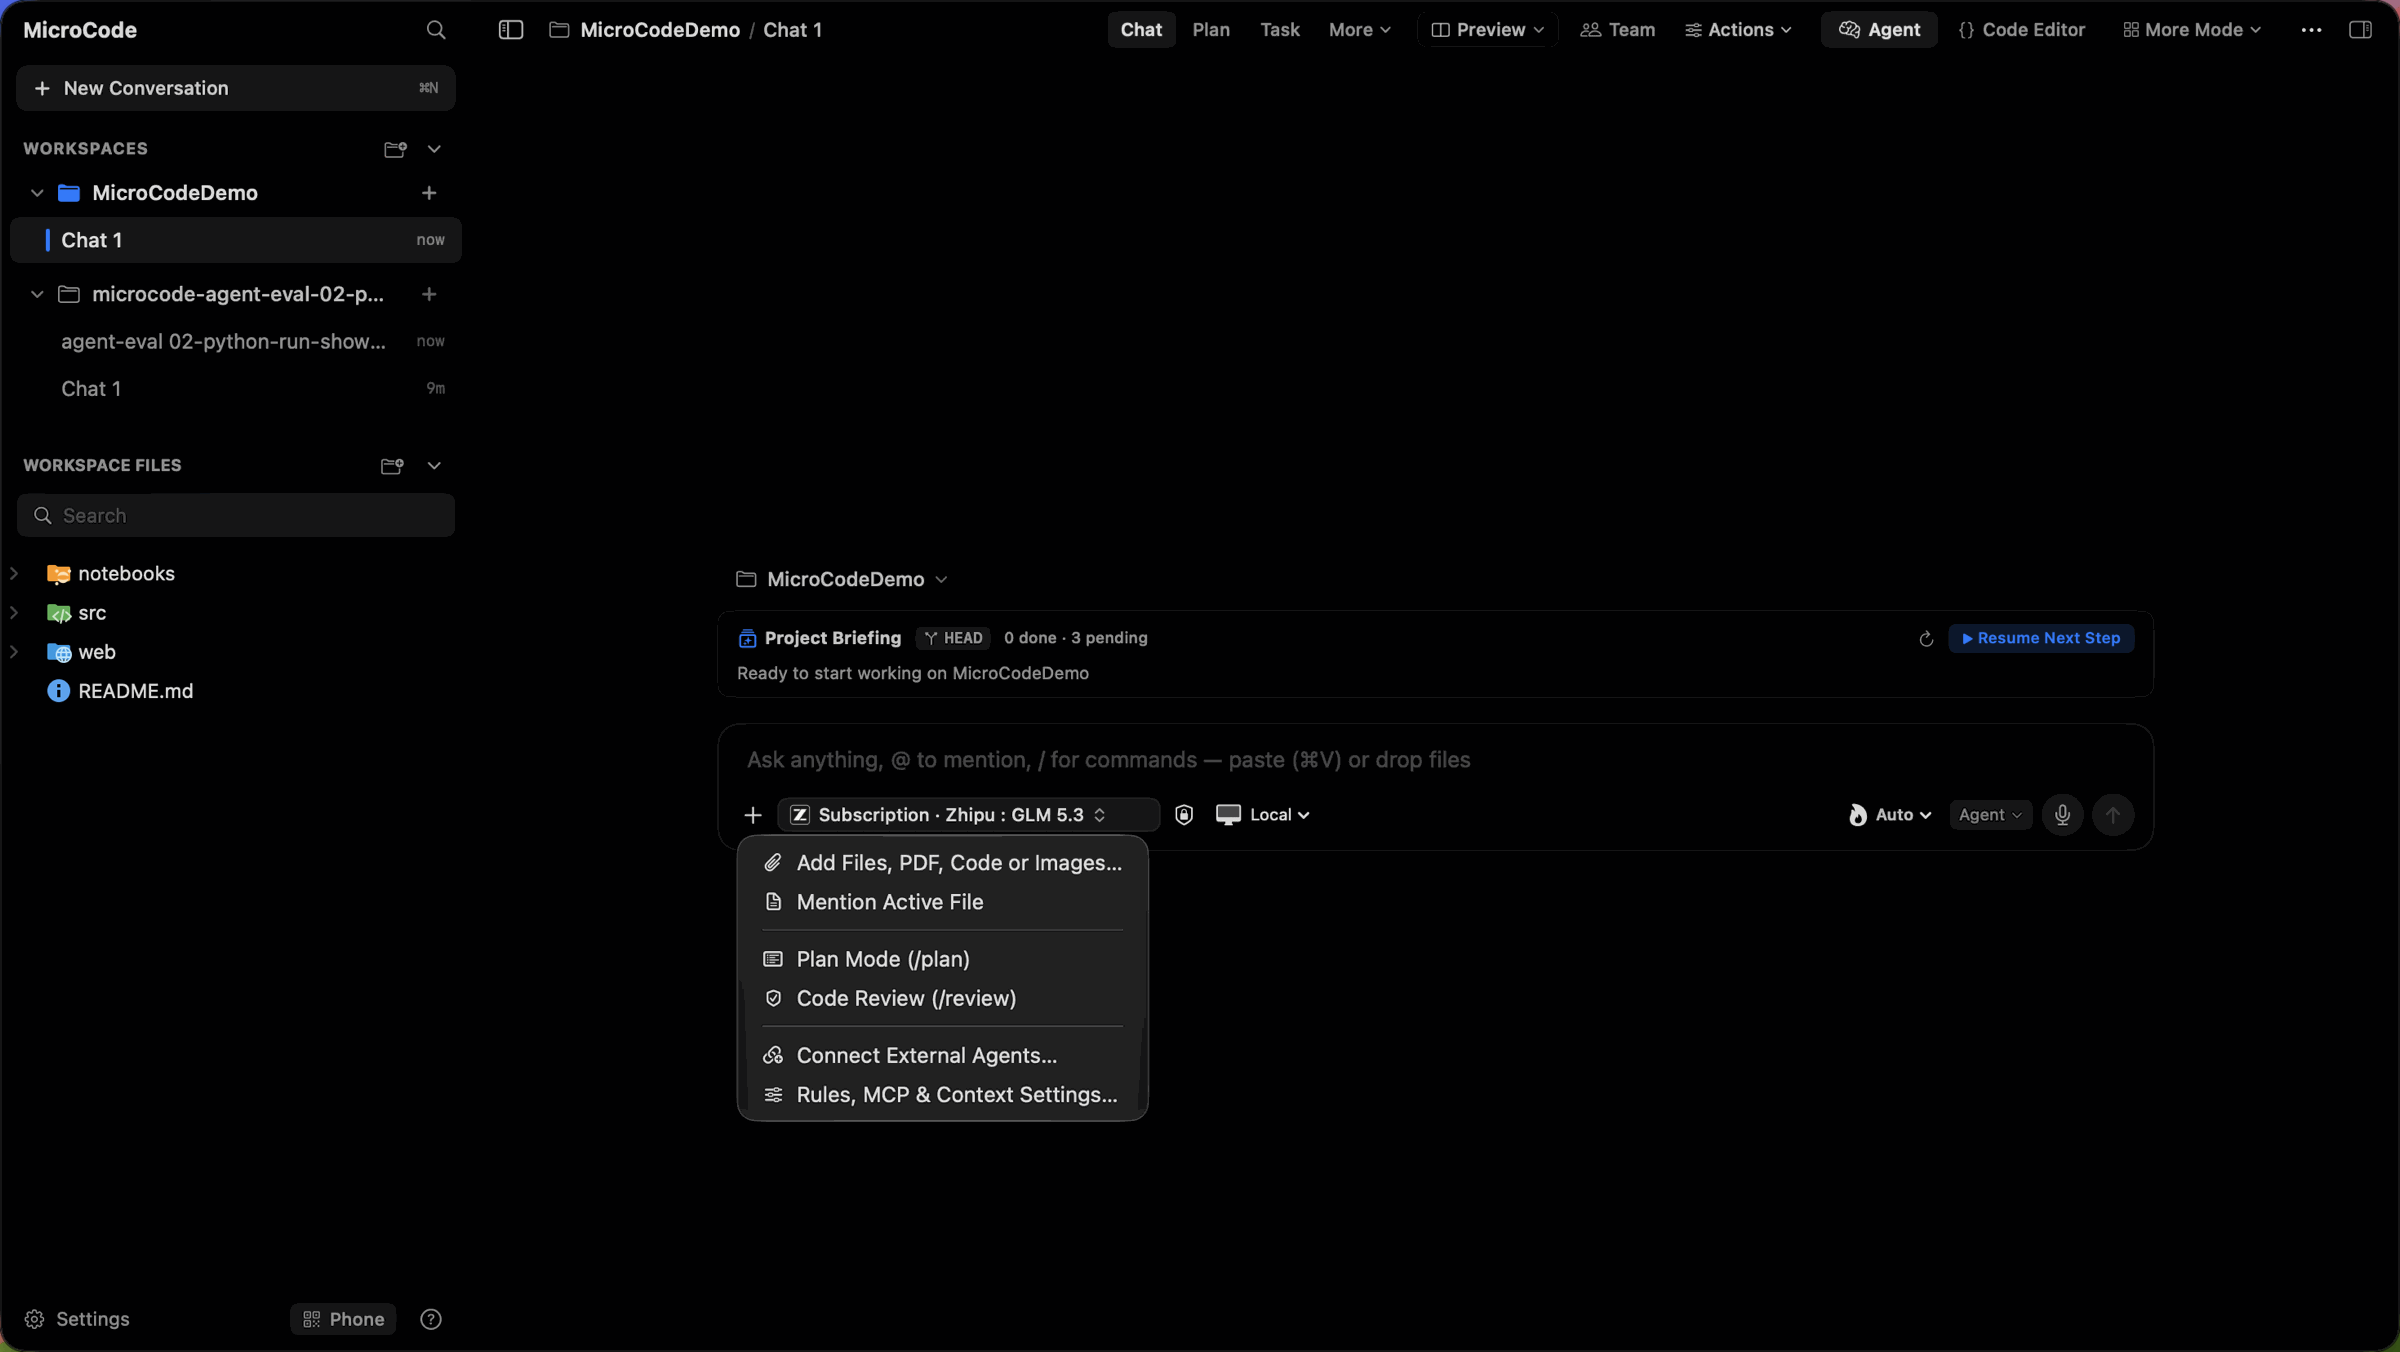 MicroCode
New Conversation ⌘N
WORKSPACES
MicroCodeDemo
Chat 1 now
microcode-agent-eval-02-p...
agent-eval 02-python-run-show... now
Chat 1 9m
WORKSPACE FILES
Search
notebooks
src
web
README.md
Settings
Phone
MicroCodeDemo / Chat 1
Chat Plan Task More Preview Team Actions Agent {} Code Editor More Mode
MicroCodeDemo
Project Briefing HEAD 0 done · 3 pending Resume Next Step
Ready to start working on MicroCodeDemo
Ask anything, @ to mention, / for commands — paste (⌘V) or drop files
Subscription · Zhipu : GLM 5.3 Local Auto Agent
Add Files, PDF, Code or Images...
Mention Active File
Plan Mode (/plan)
Code Review (/review)
Connect External Agents...
Rules, MCP & Context Settings...